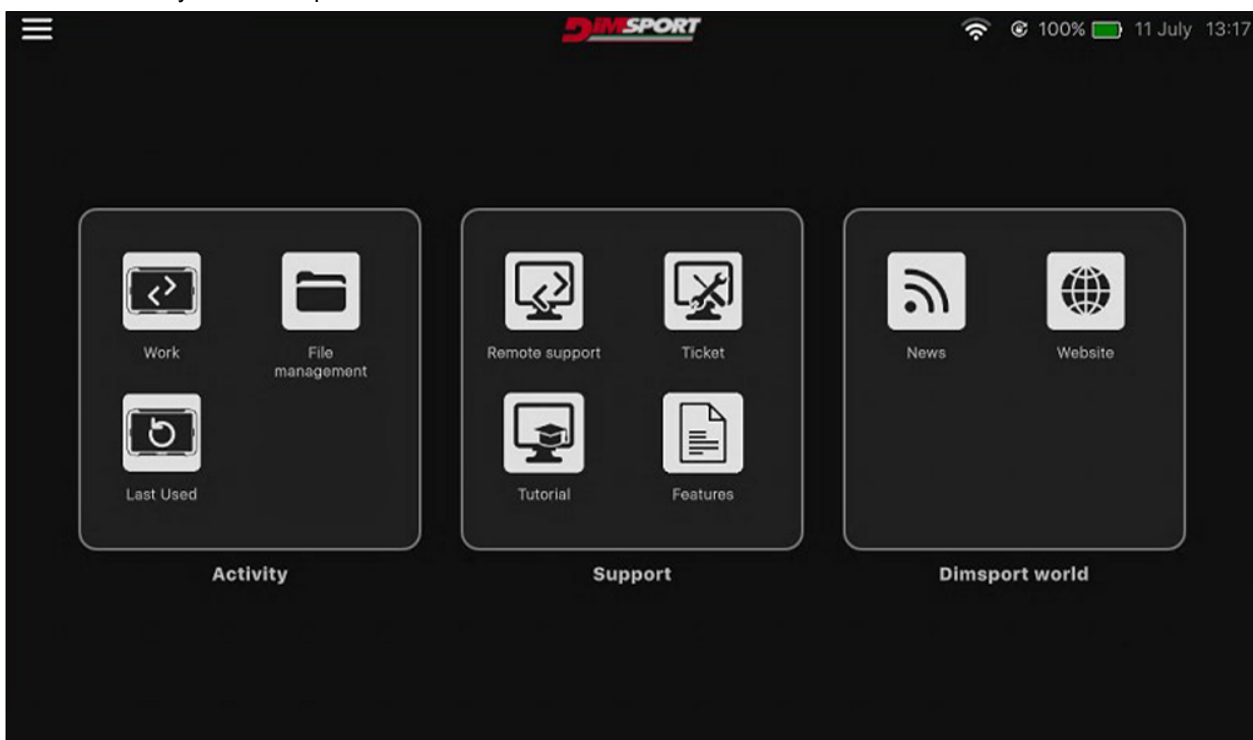 DIMSPORT
100% 11 July 13:17
Work
File
management
Last Used
Activity
Remote support
Ticket
Tutorial
Features
Support
News
Website
Dimsport world